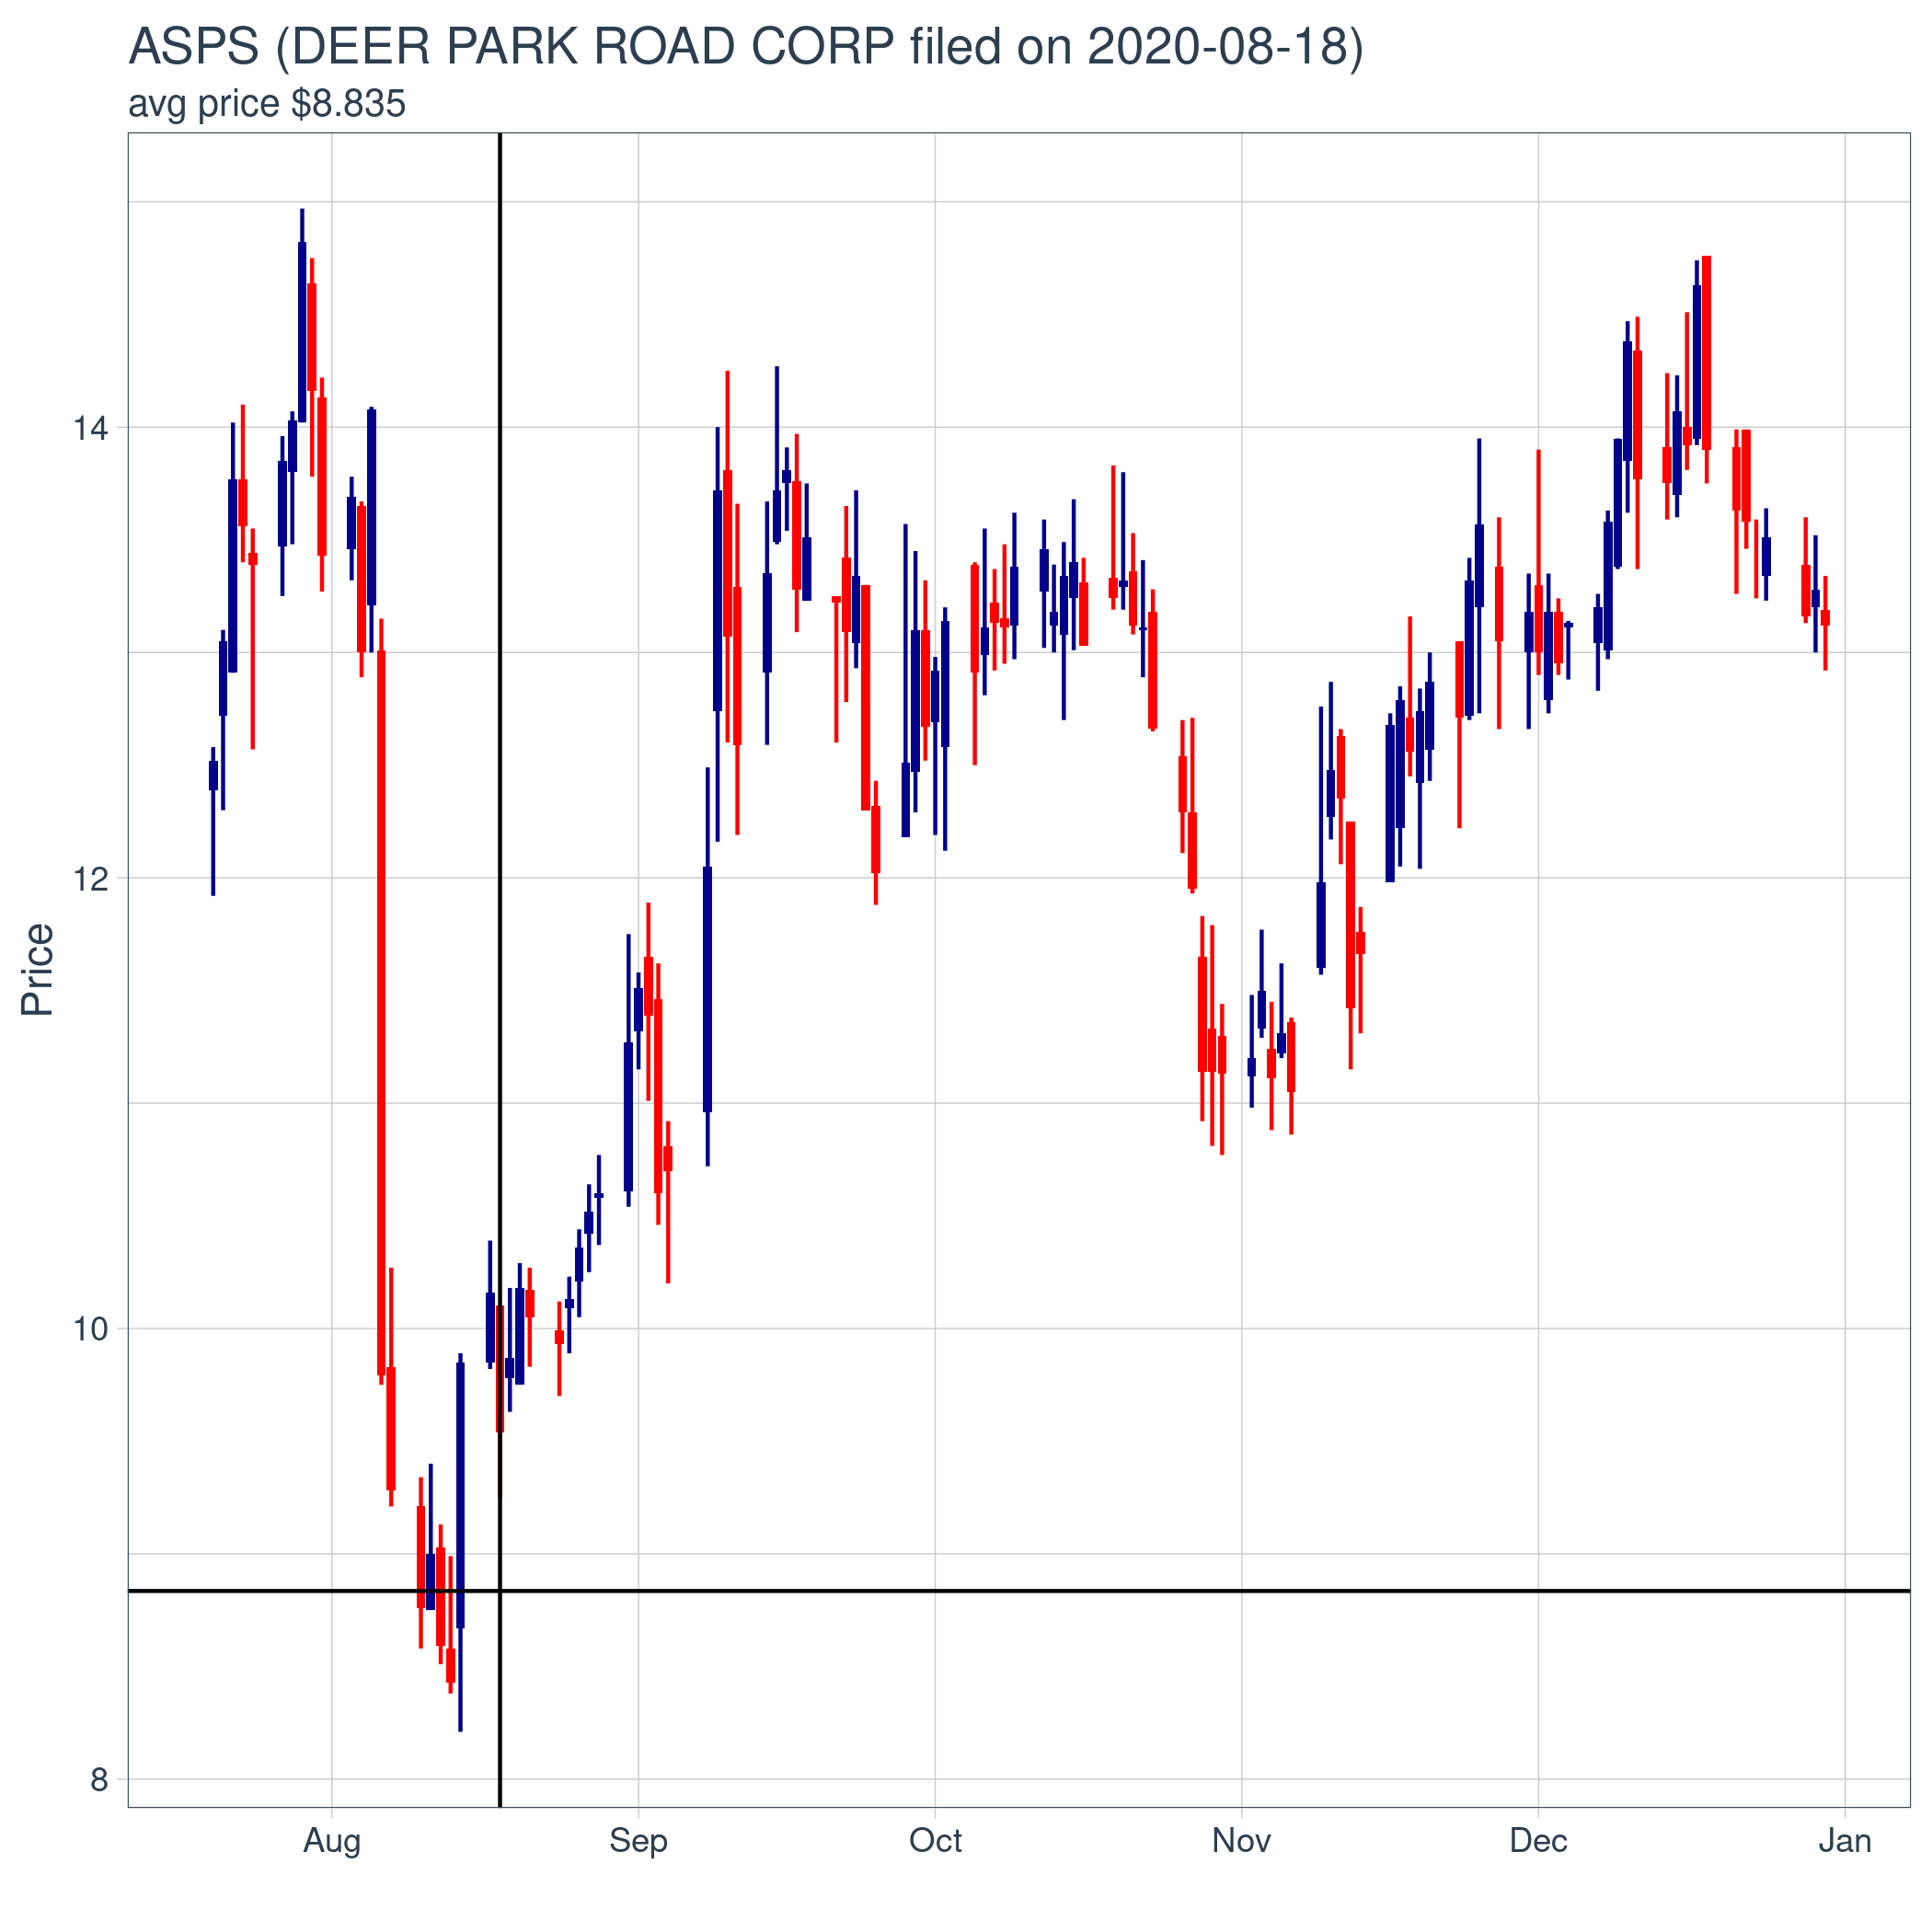 ASPS (DEER PARK ROAD CORP filed on 2020-08-18)
avg price $8.835
Price
14
12
10
8
Aug Sep Oct Nov Dec Jan